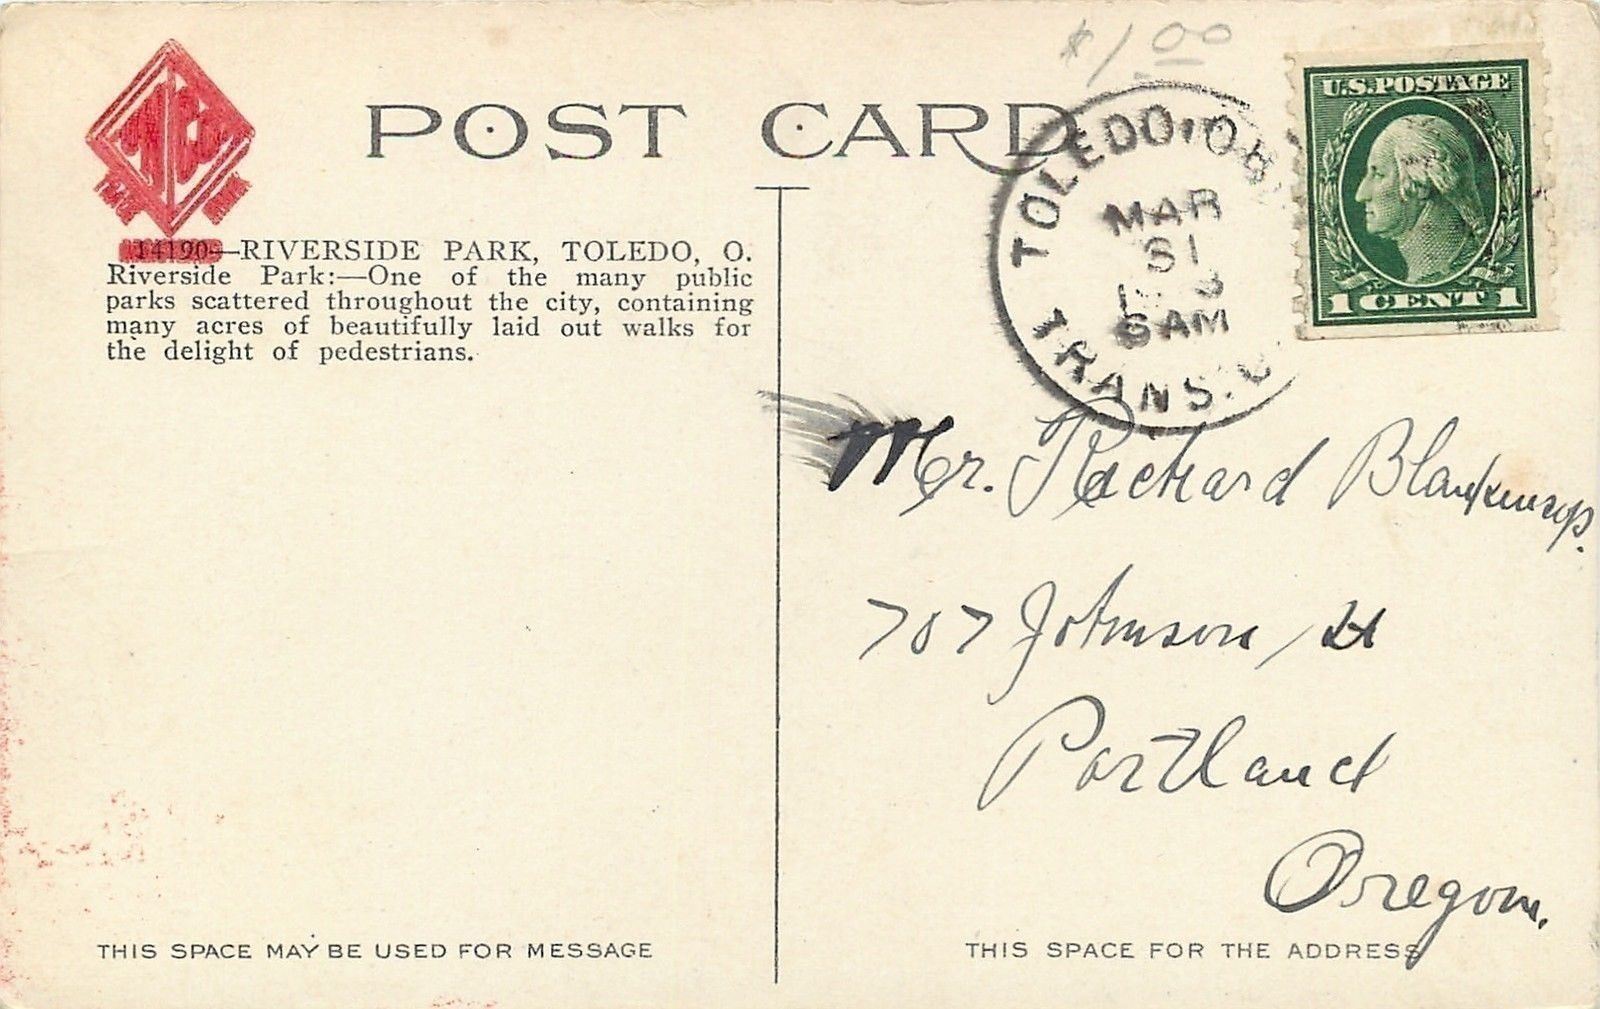 $1.00
POST CARD
U.S. POSTAGE
1 CENT 1
TOLEDO, OH
MAR
31
6 AM
TRANS.
14190—RIVERSIDE PARK, TOLEDO, O.
Riverside Park:—One of the many public
parks scattered throughout the city, containing
many acres of beautifully laid out walks for
the delight of pedestrians.
Mr. Richard Blankenship.
707 Johnson St
Portland
Oregon.
THIS SPACE MAY BE USED FOR MESSAGE
THIS SPACE FOR THE ADDRESS